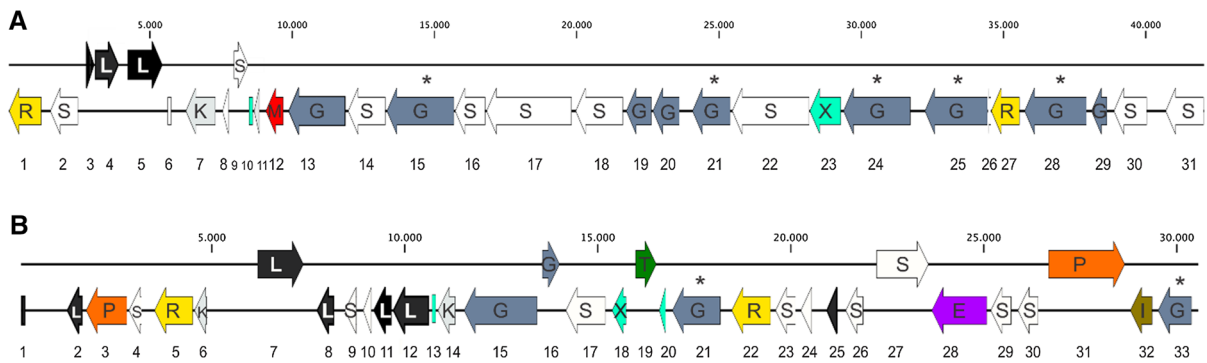 A
5.000 10.000 15.000 20.000 25.000 30.000 35.000 40.000
L L S
* * * * *
R S K M G S G S S S G G G S X G G R G G S S
1 2 3 4 5 6 7 8 9 10 11 12 13 14 15 16 17 18 19 20 21 22 23 24 25 26 27 28 29 30 31
B
5.000 10.000 15.000 20.000 25.000 30.000
L G T S P
* *
L P S R K L S L L K G S X G R S S E S S I G
1 2 3 4 5 6 7 8 9 10 11 12 13 14 15 16 17 18 19 20 21 22 23 24 25 26 27 28 29 30 31 32 33